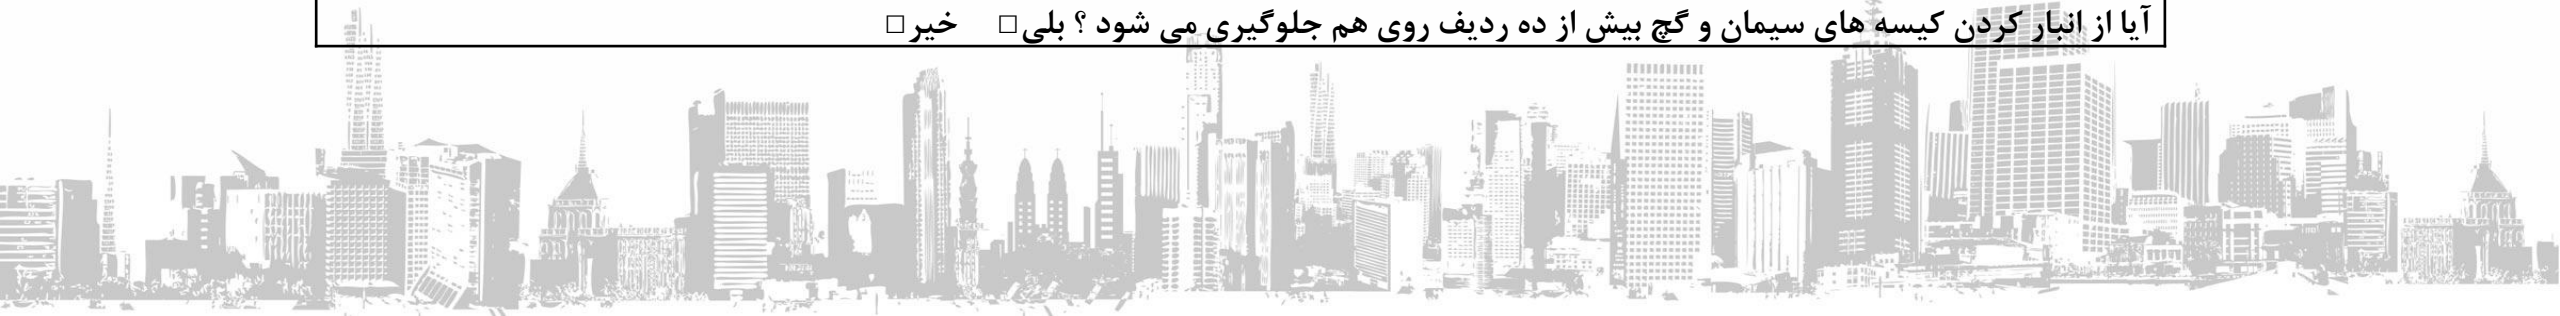 آیا از انبار کردن کیسه های سیمان و گچ بیش از ده ردیف روی هم جلوگیری می شود ؟ بلی□ خیر□